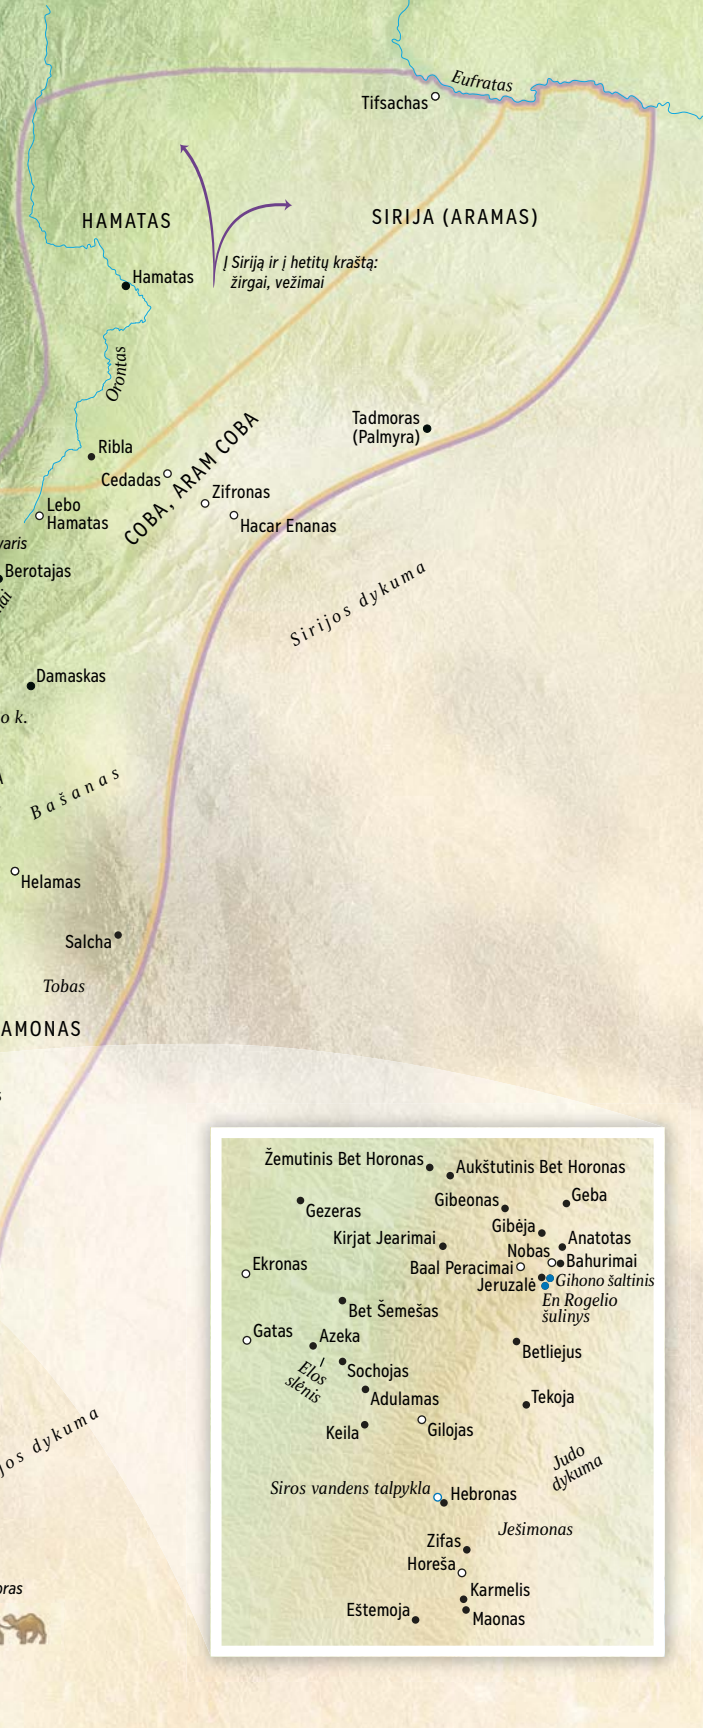 Eufratas
Tifsachas
HAMATAS
SIRIJA (ARAMAS)
Į Siriją ir į hetitų kraštą:
žirgai, vežimai
Hamatas
Orontas
Tadmoras
(Palmyra)
Ribla
Cedadas
COBA, ARAM COBA
Zifronas
Lebo
Hamatas
Hacar Enanas
varis
Berotajas
Sirijos dykuma
Damaskas
o k.
Bašanas
Helamas
Salcha
Tobas
AMONAS
Žemutinis Bet Horonas
Aukštutinis Bet Horonas
Gezeras
Gibeonas
Geba
Gibėja
Kirjat Jearimai
Anatotas
Nobas
Bahurimai
Ekronas
Baal Peracimai
Jeruzalė
Gihono šaltinis
En Rogelio
šulinys
Bet Šemešas
Gatas
Azeka
Betliejus
Elos
slėnis
Sochojas
Adulamas
Tekoja
Keila
Gilojas
jos dykuma
Judo
dykuma
Siros vandens talpykla
Hebronas
Ješimonas
Zifas
Horeša
oras
Karmelis
Eštemoja
Maonas